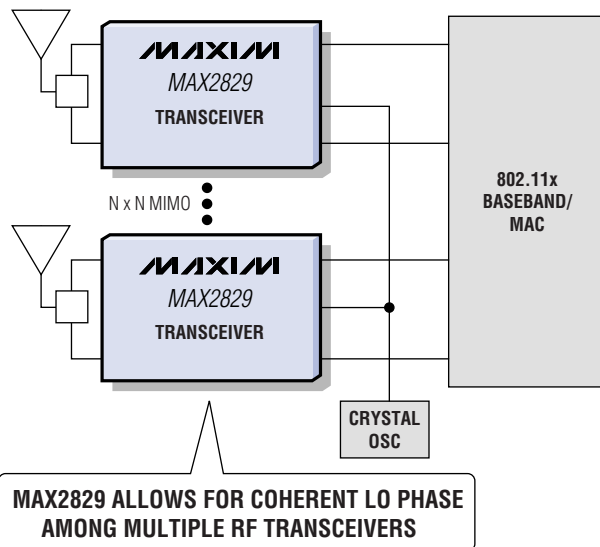 MAXIM
MAX2829
TRANSCEIVER
N x N MIMO
MAXIM
MAX2829
TRANSCEIVER
802.11x
BASEBAND/
MAC
CRYSTAL
OSC
MAX2829 ALLOWS FOR COHERENT LO PHASE
AMONG MULTIPLE RF TRANSCEIVERS